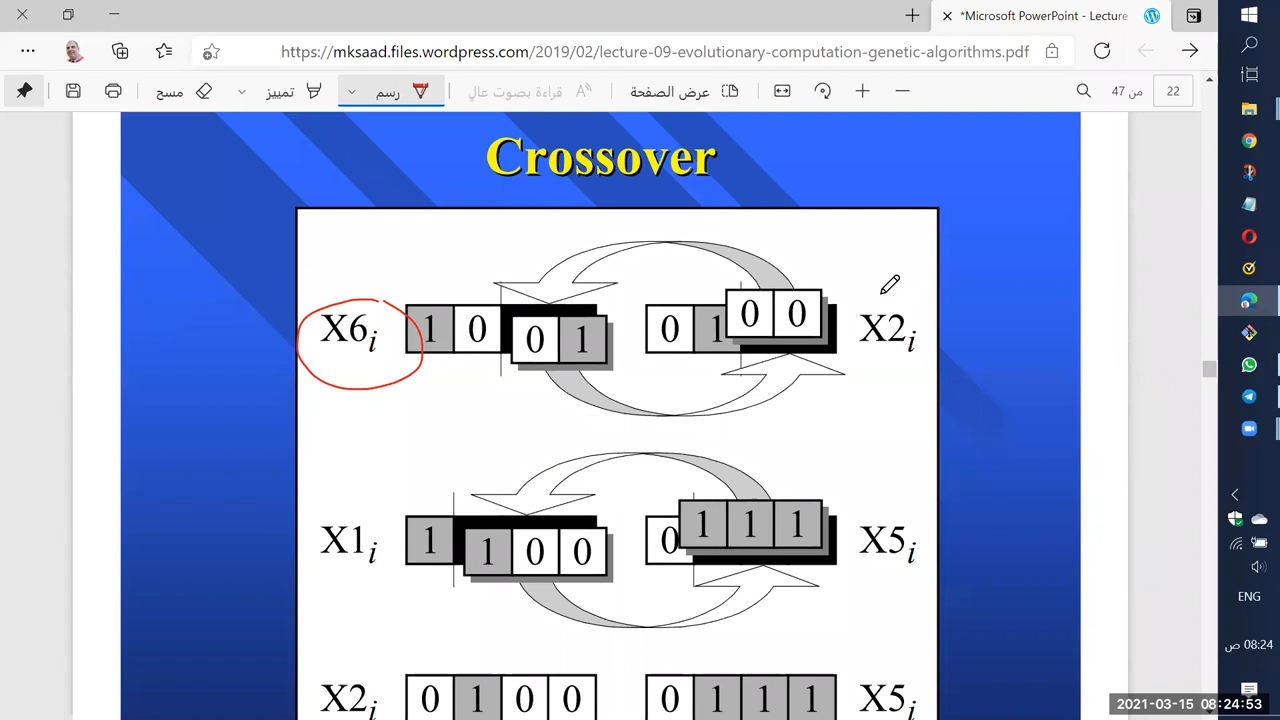 *Microsoft PowerPoint - Lecture
https://mksaad.files.wordpress.com/2019/02/lecture-09-evolutionary-computation-genetic-algorithms.pdf
مسح تمييز رسم قراءة بصوت عالٍ عرض الصفحة 47 من 22
Crossover
X6i 1 0 0 1 0 1 0 0 X2i
X1i 1 1 0 0 0 1 1 1 X5i
X2i 0 1 0 0 0 1 1 1 X5i
ENG
08:24 ص
2021-03-15 08:24:53